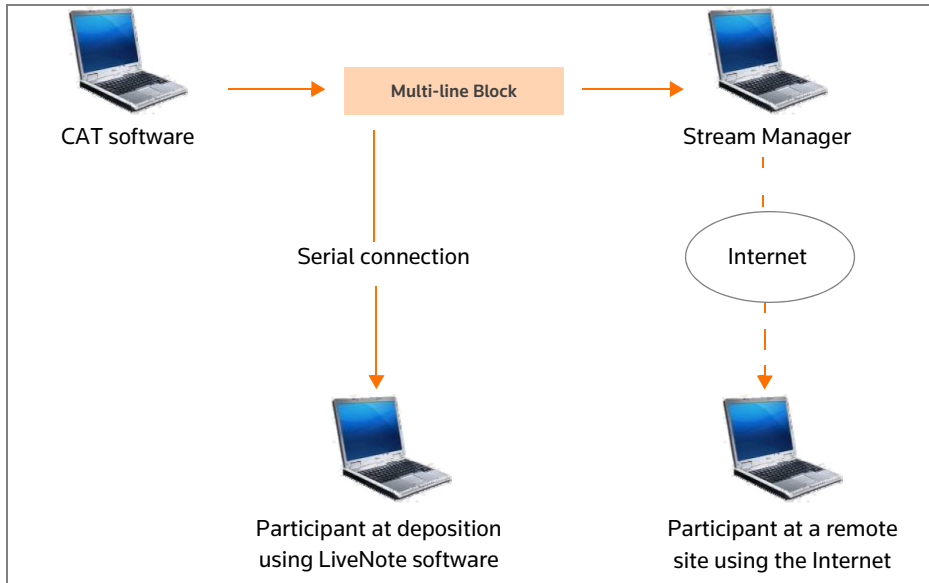 Multi-line Block
CAT software
Stream Manager
Serial connection
Internet
Participant at deposition
using LiveNote software
Participant at a remote
site using the Internet